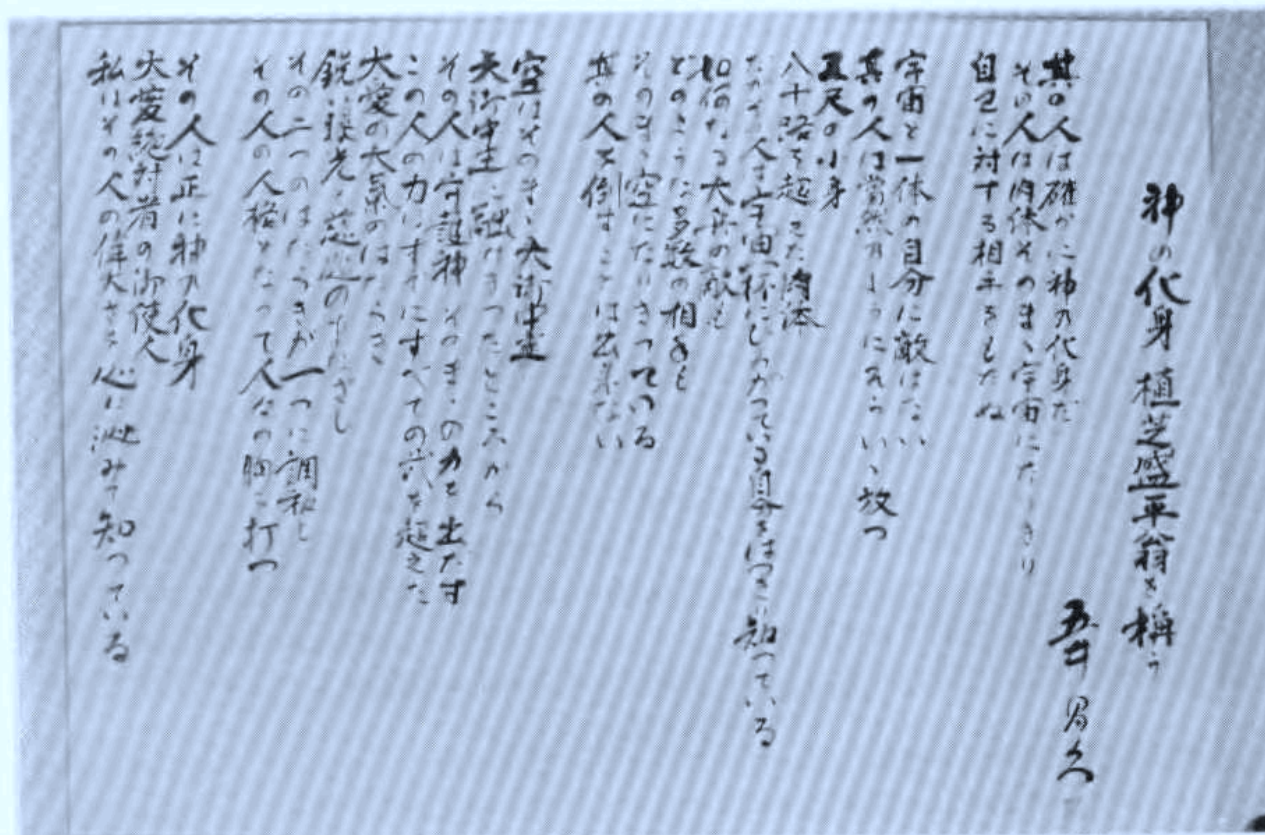 神の化身 植芝盛平翁を稱う
五井昌久
其の人は確かに神の化身だ
その人は肉体そのまゝ宇宙になりきり
自己に対する相手をもたぬ
宇宙と一体の自分に敵はない
其の人は当然のようにそういゝ放つ
五尺の小身
八十路を超えた肉体
だがその人は宇宙一杯にひろがっている自分をはっきり知っている
如何なる大兵の敵も
どのような多数の相手も
そのまゝ空になりきっている
其の人を倒すことは出来ない
空はそのまゝ天御中主
天御中主に融けきったところから
その人は守護神そのまゝの力を出だす
この人の力はすでにすべての武を超えた
大愛の大気のはたらき
鋭い眼光と慈愛のまなざし
その二つのはたらきが一つに調和し
その人の人格となって人々の胸を打つ
その人は正に神の化身
大愛絶対者の御使人
私はその人の偉大さを心に沁みて知っている